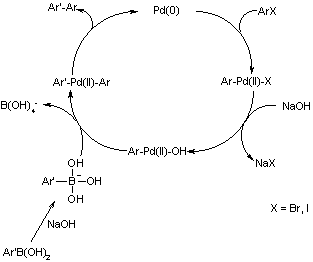 Ar'-Ar
Pd(0)
ArX
Ar'-Pd(II)-Ar
Ar-Pd(II)-X
B(OH)4-
NaOH
OH
Ar-Pd(II)-OH
Ar'-B-OH
-
OH
NaX
X = Br, I
NaOH
Ar'B(OH)2